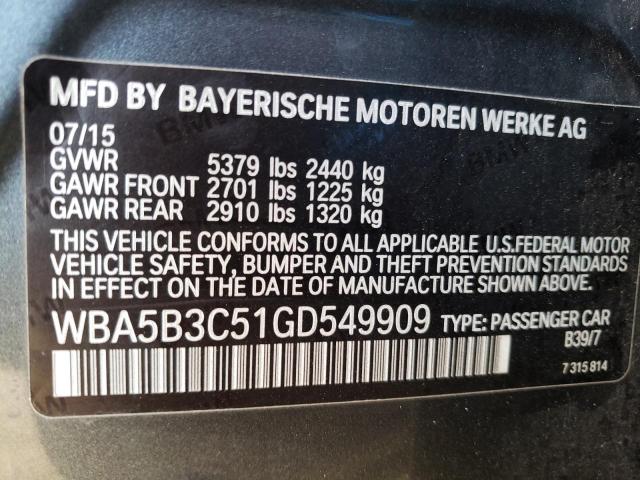 MFD BY BAYERISCHE MOTOREN WERKE AG
07/15
GVWR 5379 lbs 2440 kg
GAWR FRONT 2701 lbs 1225 kg
GAWR REAR 2910 lbs 1320 kg
THIS VEHICLE CONFORMS TO ALL APPLICABLE U.S.FEDERAL MOTOR
VEHICLE SAFETY, BUMPER AND THEFT PREVENTION STANDARDS
IN EFFECT ON THE DATE OF MANUFACTURE SHOWN ABOVE.
WBA5B3C51GD549909 TYPE: PASSENGER CAR
B39/7
7 315 814